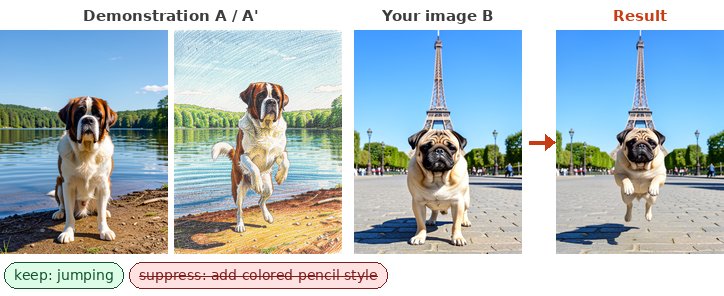 Demonstration A / A'
Your image B
Result
keep: jumping
suppress: add colored pencil style